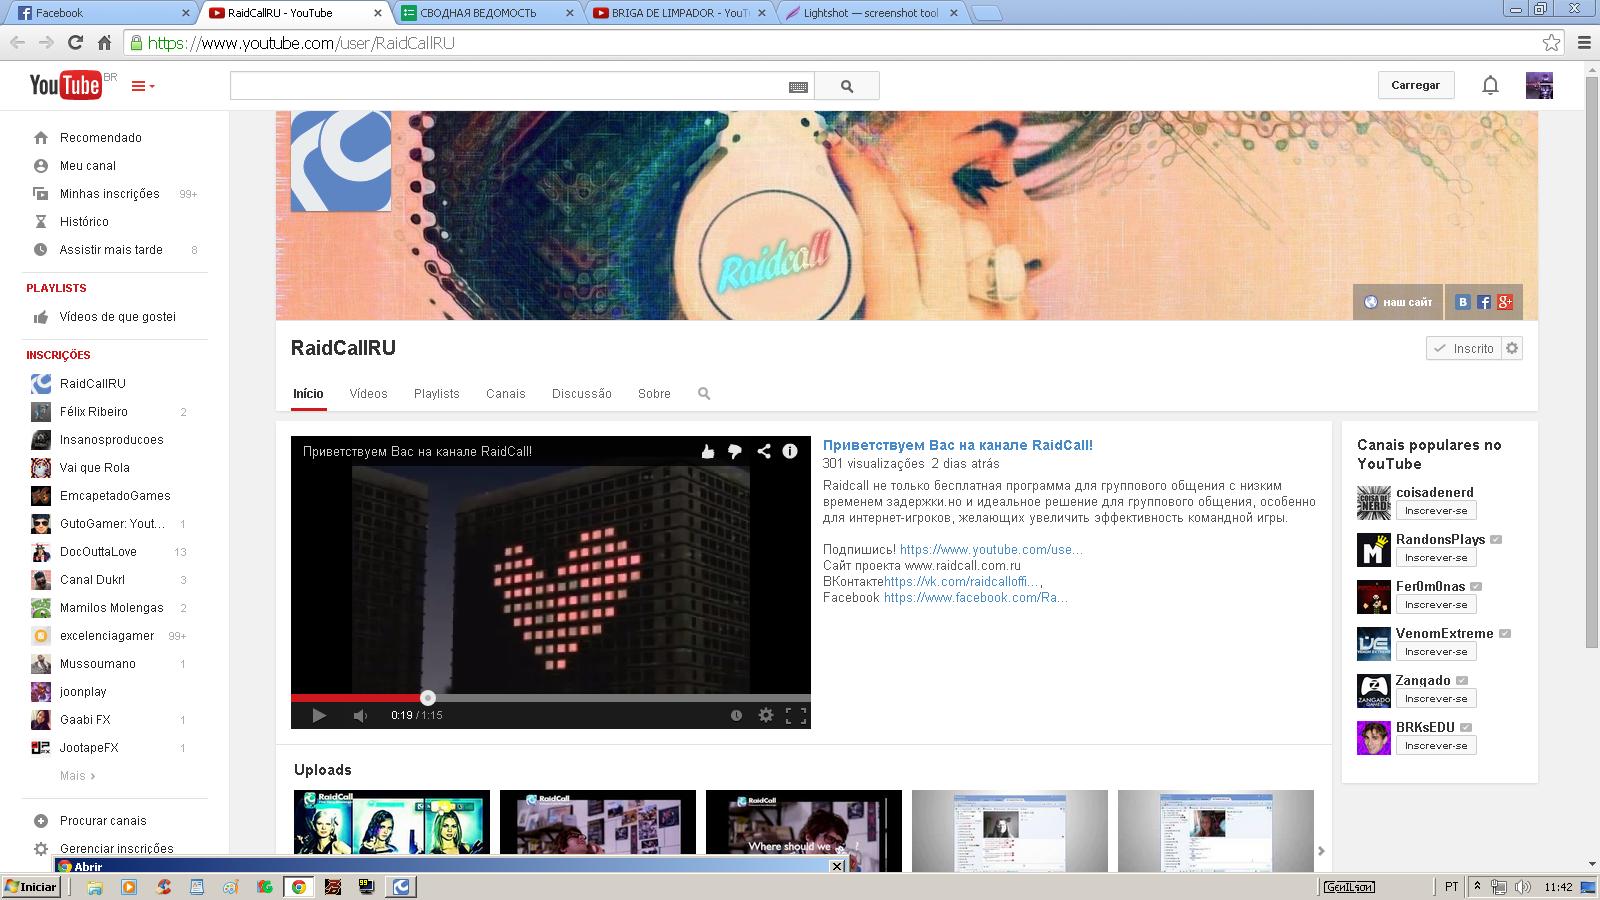 Facebook
RaidCallRU - YouTube
СВОДНАЯ ВЕДОМОСТЬ
BRIGA DE LIMPADOR - YouT
Lightshot — screenshot tool
https://www.youtube.com/user/RaidCallRU
YouTube BR
Carregar
Recomendado
Meu canal
Minhas inscrições 99+
Histórico
Assistir mais tarde 8
PLAYLISTS
Vídeos de que gostei
INSCRIÇÕES
RaidCallRU
Félix Ribeiro 2
Insanosproducoes
Vai que Rola
EmcapetadoGames
GutoGamer: Yout... 1
DocOuttaLove 13
Canal Dukrl 3
Mamilos Molengas 2
excelenciagamer 99+
Mussoumano 1
joonplay
Gaabi FX 1
JootapeFX 1
Mais ›
Procurar canais
Gerenciar inscrições
Raidcall
наш сайт
RaidCallRU
Inscrito
Início Vídeos Playlists Canais Discussão Sobre
Приветствуем Вас на канале RaidCall!
0:19 / 1:15
Приветствуем Вас на канале RaidCall!
301 visualizações 2 dias atrás
Raidcall не только бесплатная программа для группового общения с низким
временем задержки.но и идеальное решение для группового общения, особенно
для интернет-игроков, желающих увеличить эффективность командной игры.
Подпишись! https://www.youtube.com/use...
Сайт проекта www.raidcall.com.ru
ВКонтактеhttps://vk.com/raidcalloffi...,
Facebook https://www.facebook.com/Ra...
Uploads
RaidCall
RaidCall
RaidCall
Where should we
Canais populares no
YouTube
COISA DE NERD
coisadenerd
Inscrever-se
RandonsPlays
Inscrever-se
Fer0m0nas
Inscrever-se
VenomExtreme
Inscrever-se
ZANGADO
Zangado
Inscrever-se
BRKsEDU
Inscrever-se
Abrir
Iniciar
GenILson
PT
11:42